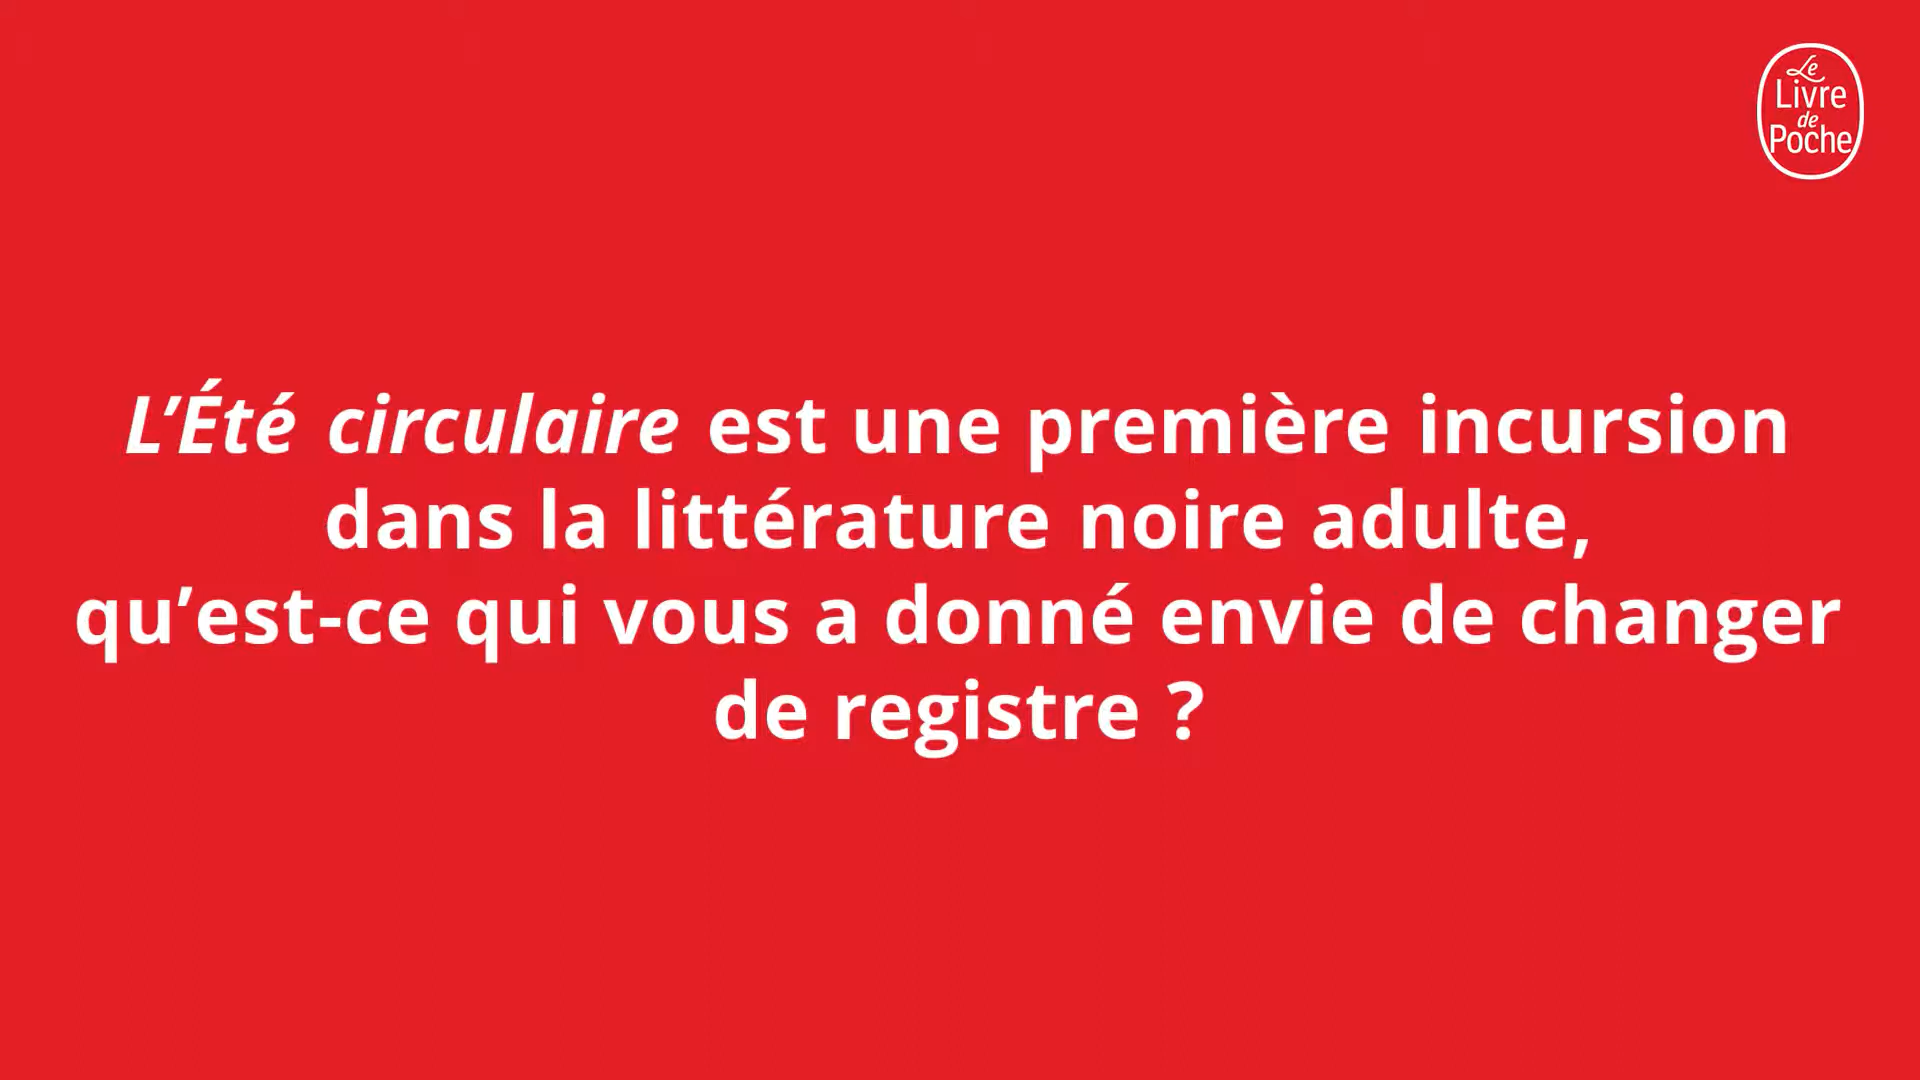 Le
Livre
de
Poche
L’Été circulaire est une première incursion
dans la littérature noire adulte,
qu’est-ce qui vous a donné envie de changer
de registre ?